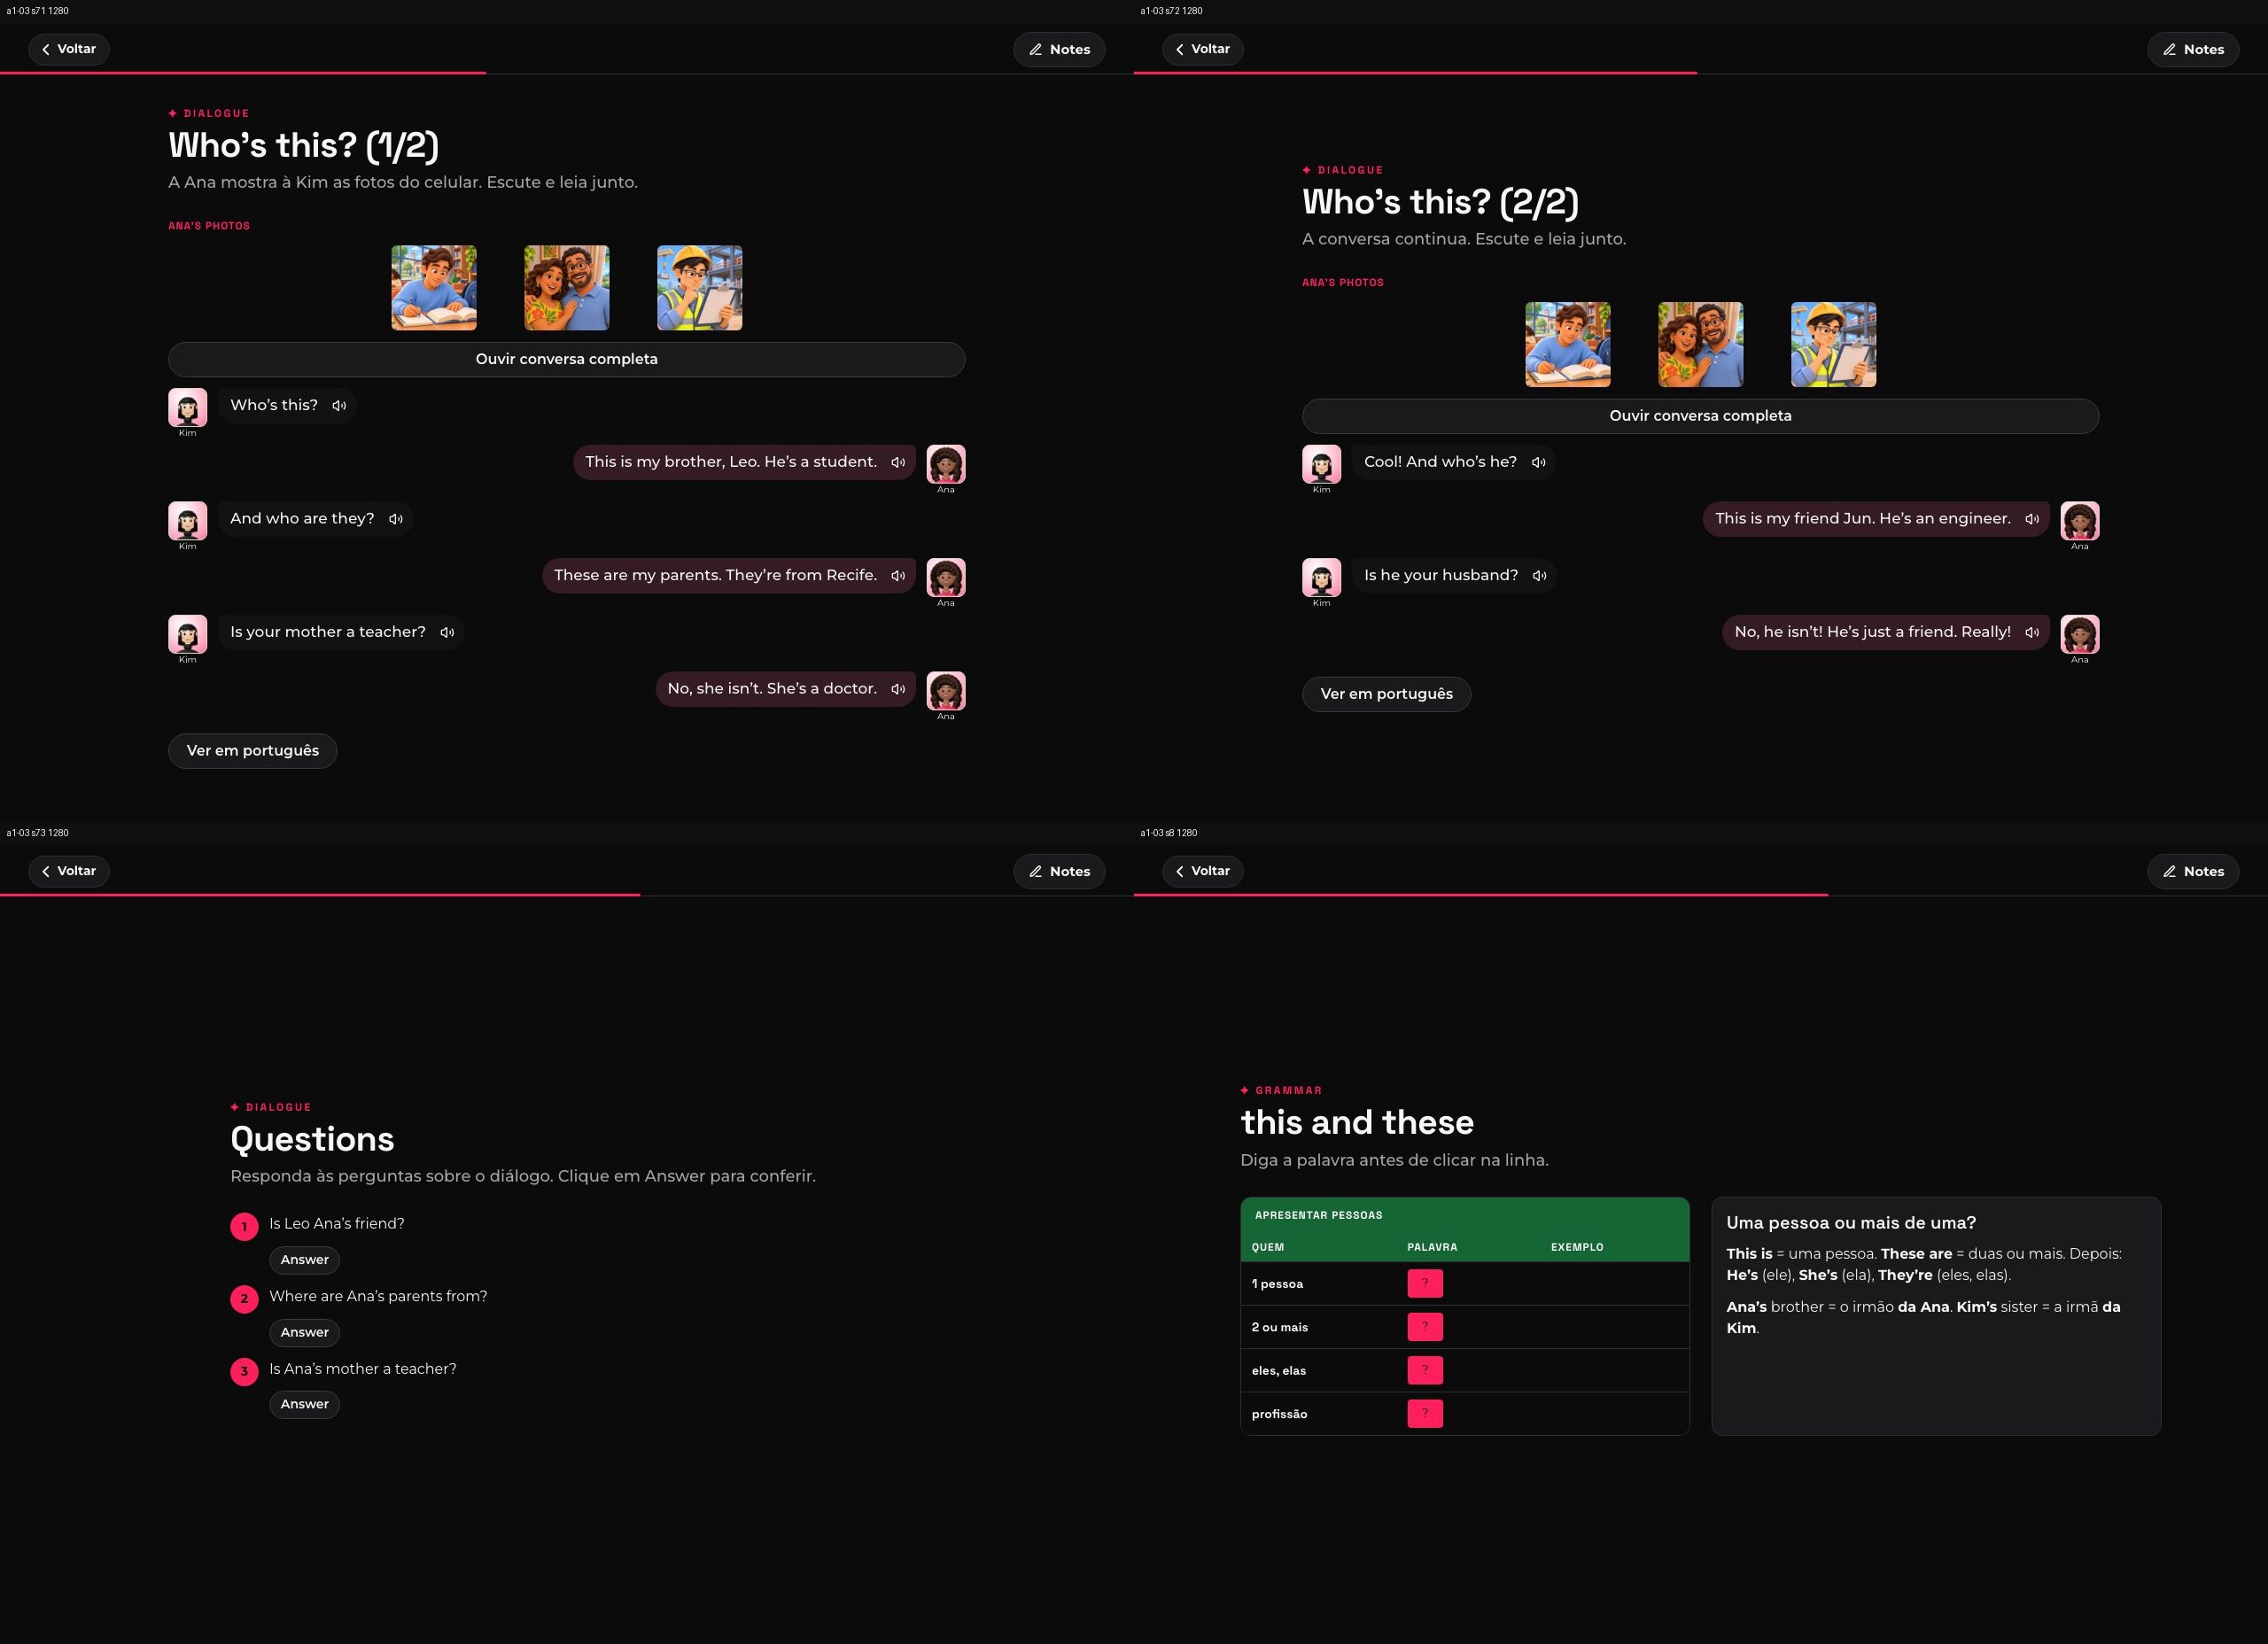 a1-03 s71 1280
Voltar
Notes
DIALOGUE
Who's this? (1/2)
A Ana mostra à Kim as fotos do celular. Escute e leia junto.
ANA'S PHOTOS
Ouvir conversa completa
Who's this?
Kim
This is my brother, Leo. He's a student.
Ana
And who are they?
Kim
These are my parents. They're from Recife.
Ana
Is your mother a teacher?
Kim
No, she isn't. She's a doctor.
Ana
Ver em português
a1-03 s72 1280
Voltar
Notes
DIALOGUE
Who's this? (2/2)
A conversa continua. Escute e leia junto.
ANA'S PHOTOS
Ouvir conversa completa
Cool! And who's he?
Kim
This is my friend Jun. He's an engineer.
Ana
Is he your husband?
Kim
No, he isn't! He's just a friend. Really!
Ana
Ver em português
a1-03 s73 1280
Voltar
Notes
DIALOGUE
Questions
Responda às perguntas sobre o diálogo. Clique em Answer para conferir.
1 Is Leo Ana's friend?
Answer
2 Where are Ana's parents from?
Answer
3 Is Ana's mother a teacher?
Answer
a1-03 s8 1280
Voltar
Notes
GRAMMAR
this and these
Diga a palavra antes de clicar na linha.
APRESENTAR PESSOAS
QUEM PALAVRA EXEMPLO
1 pessoa ?
2 ou mais ?
eles, elas ?
profissão ?
Uma pessoa ou mais de uma?
This is = uma pessoa. These are = duas ou mais. Depois:
He's (ele), She's (ela), They're (eles, elas).
Ana's brother = o irmão da Ana. Kim's sister = a irmã da
Kim.